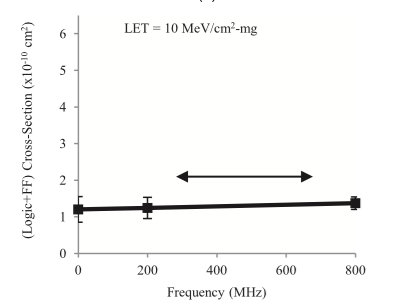 LET = 10 MeV/cm²-mg
(Logic+FF) Cross-Section (x10⁻¹⁰ cm²)
6
5
4
3
2
1
0
0 200 400 600 800
Frequency (MHz)